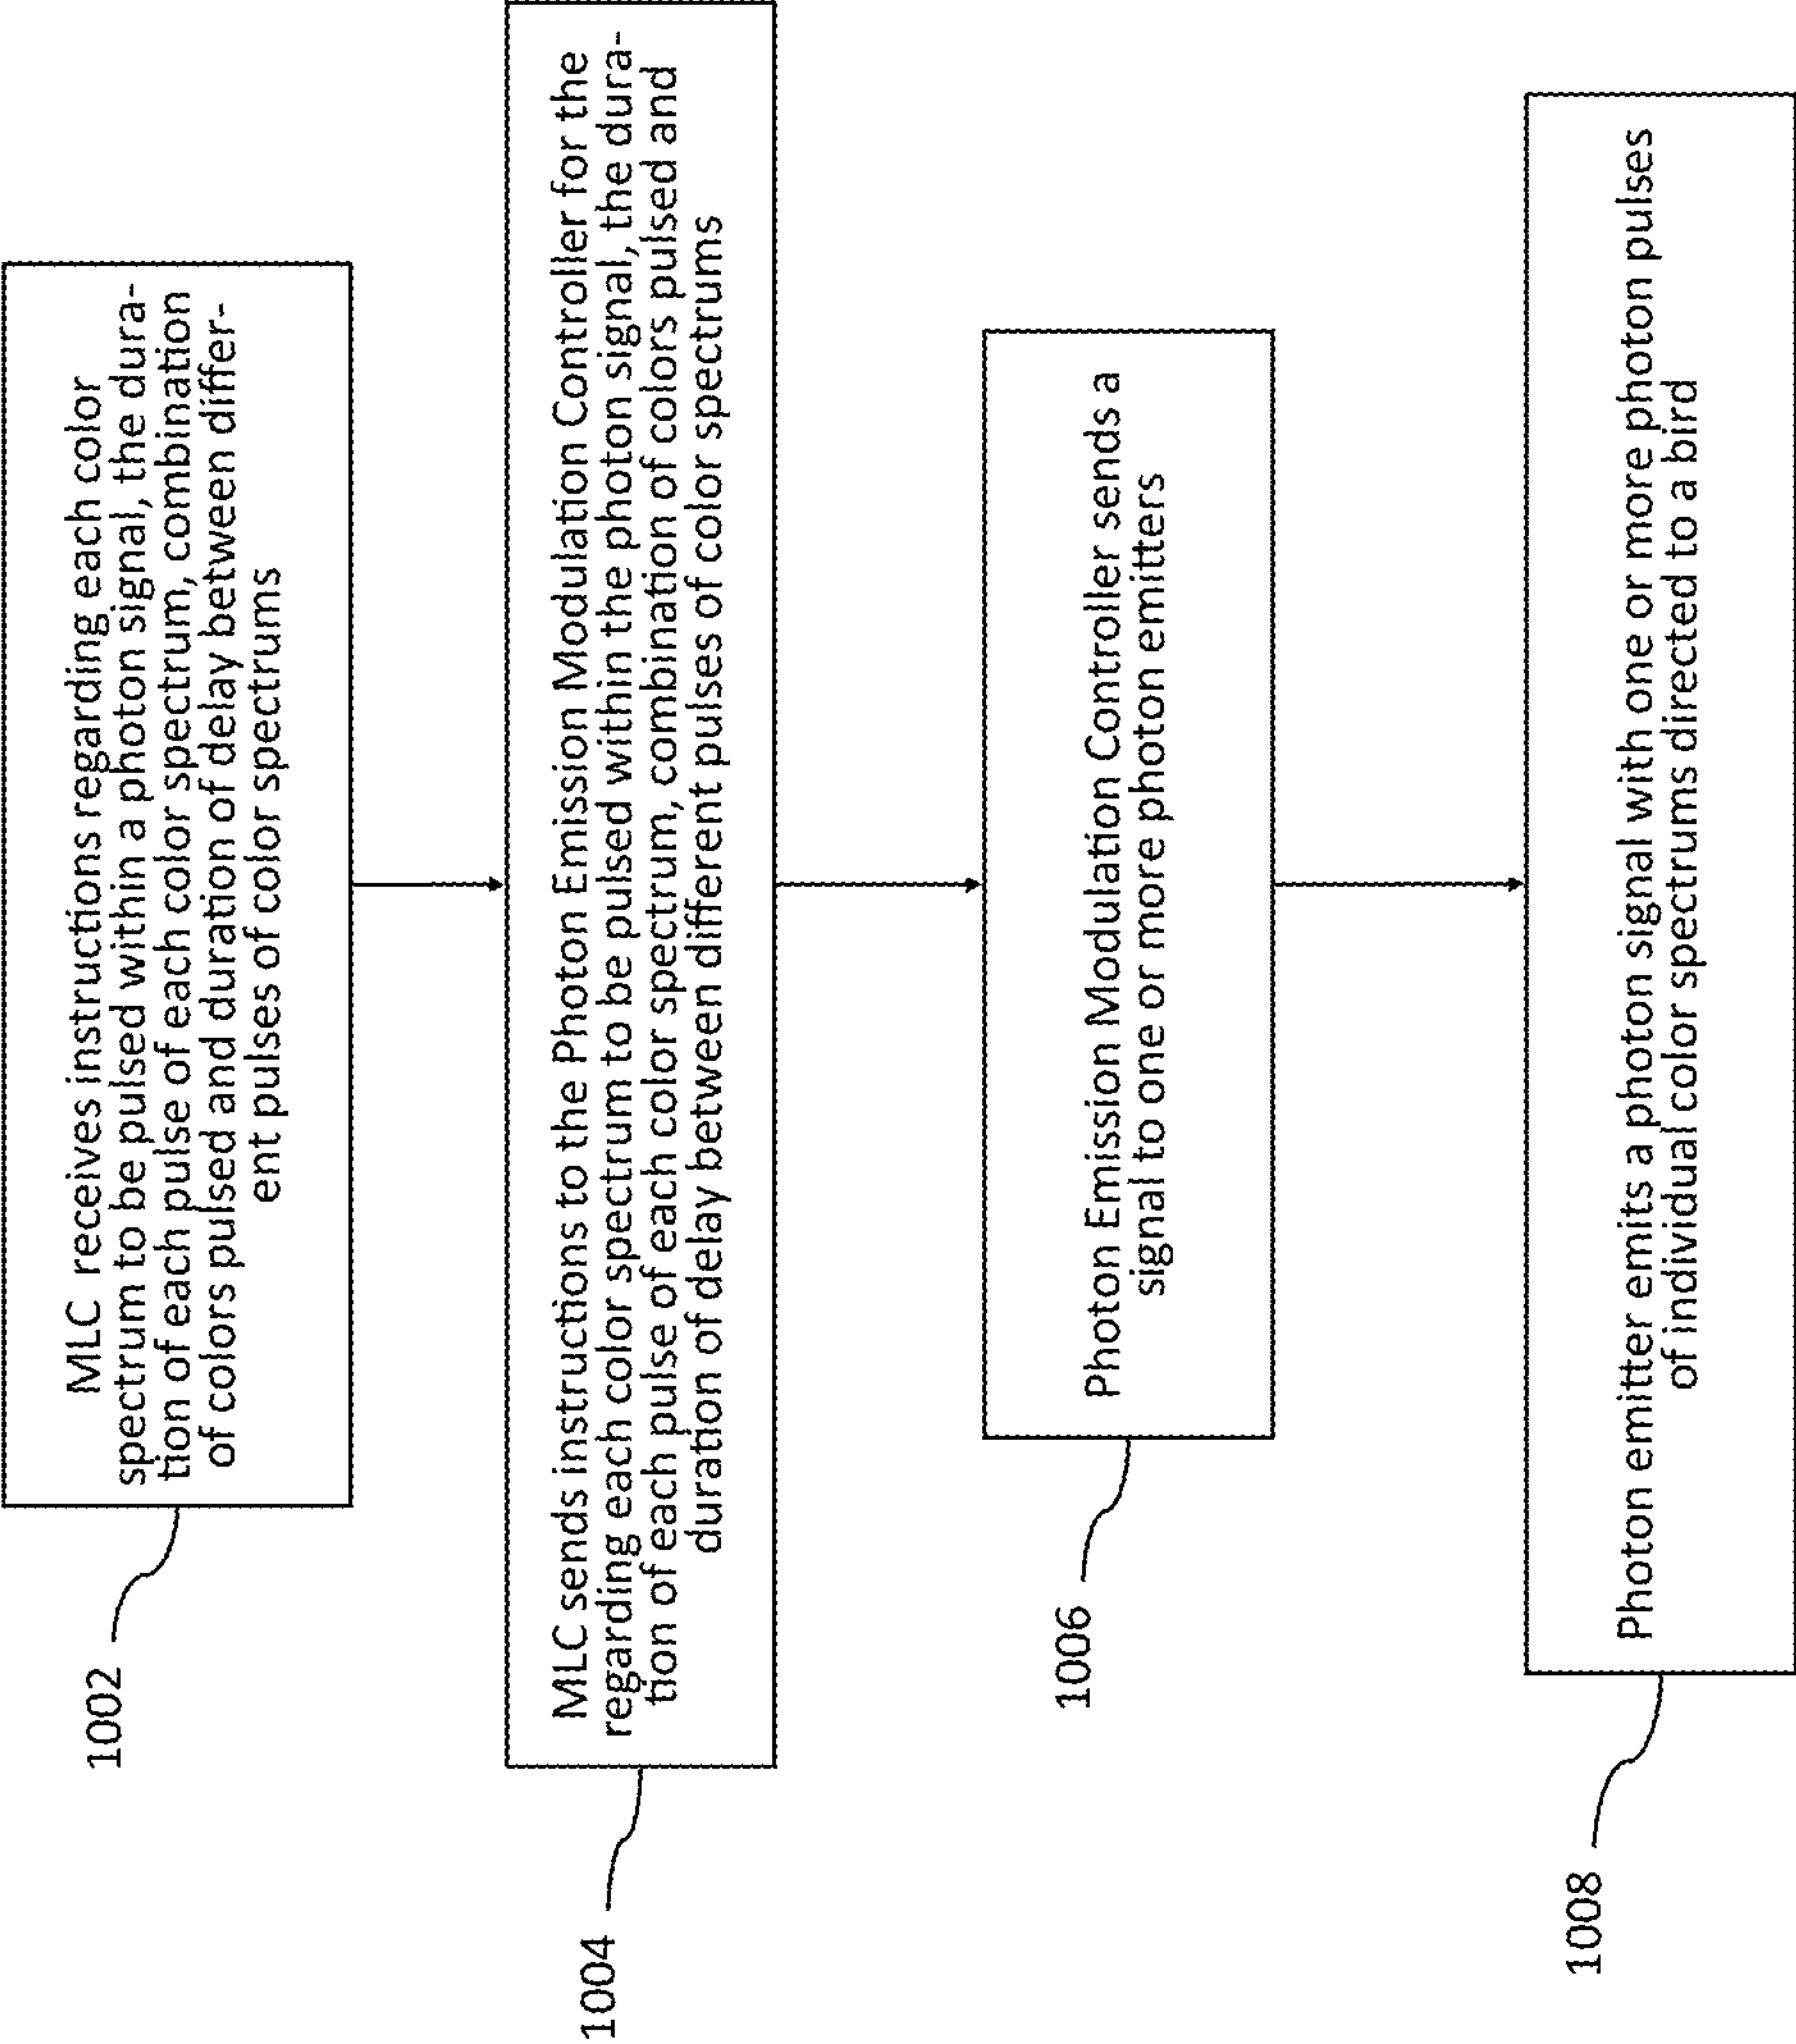 MLC receives instructions regarding each color
spectrum to be pulsed within a photon signal, the dura-
tion of each pulse of each color spectrum, combination
of colors pulsed and duration of delay between differ-
ent pulses of color spectrums
1002
MLC sends instructions to the Photon Emission Modulation Controller for the
regarding each color spectrum to be pulsed within the photon signal, the dura-
tion of each pulse of each color spectrum, combination of colors pulsed and
duration of delay between different pulses of color spectrums
1004
Photon Emission Modulation Controller sends a
signal to one or more photon emitters
1006
Photon emitter emits a photon signal with one or more photon pulses
of individual color spectrums directed to a bird
1008